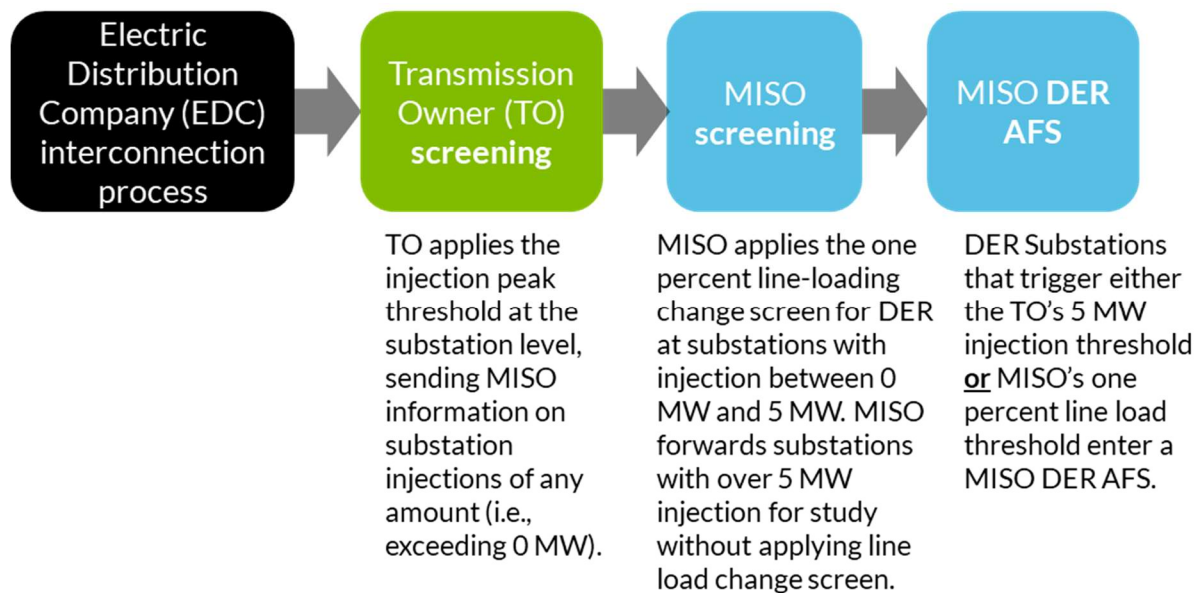 Electric
Distribution
Company (EDC)
interconnection
process
Transmission
Owner (TO)
screening
MISO
screening
MISO DER
AFS
TO applies the
injection peak
threshold at the
substation level,
sending MISO
information on
substation
injections of any
amount (i.e.,
exceeding 0 MW).
MISO applies the one
percent line-loading
change screen for DER
at substations with
injection between 0
MW and 5 MW. MISO
forwards substations
with over 5 MW
injection for study
without applying line
load change screen.
DER Substations
that trigger either
the TO's 5 MW
injection threshold
or MISO's one
percent line load
threshold enter a
MISO DER AFS.